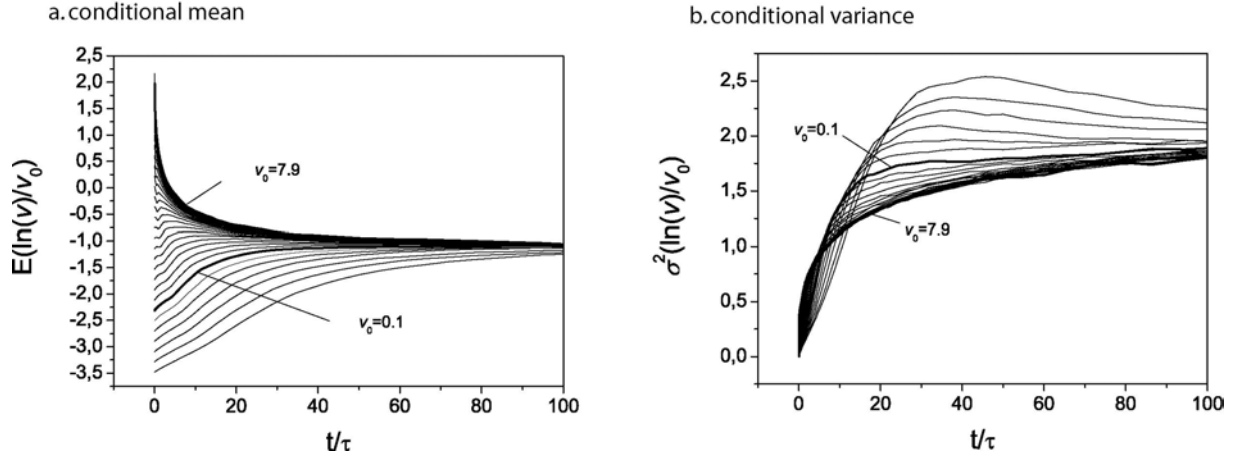 a. conditional mean
2,5
2,0
1,5
1,0
0,5
0,0
-0,5
-1,0
-1,5
-2,0
-2,5
-3,0
-3,5
E(ln(v)/v₀)
v₀=7.9
v₀=0.1
0 20 40 60 80 100
t/τ
b. conditional variance
2,5
2,0
1,5
1,0
0,5
0,0
σ²(ln(v)/v₀)
v₀=0.1
v₀=7.9
0 20 40 60 80 100
t/τ